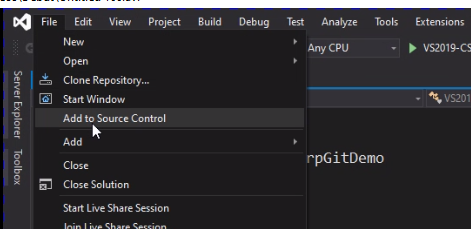 File Edit View Project Build Debug Test Analyze Tools Extensions
New
Any CPU
VS2019-CS
Open
Clone Repository...
Start Window
VS201
Add to Source Control
Add
rpGitDemo
Close
Close Solution
Start Live Share Session
Join Live Share Session
Server Explorer
Toolbox